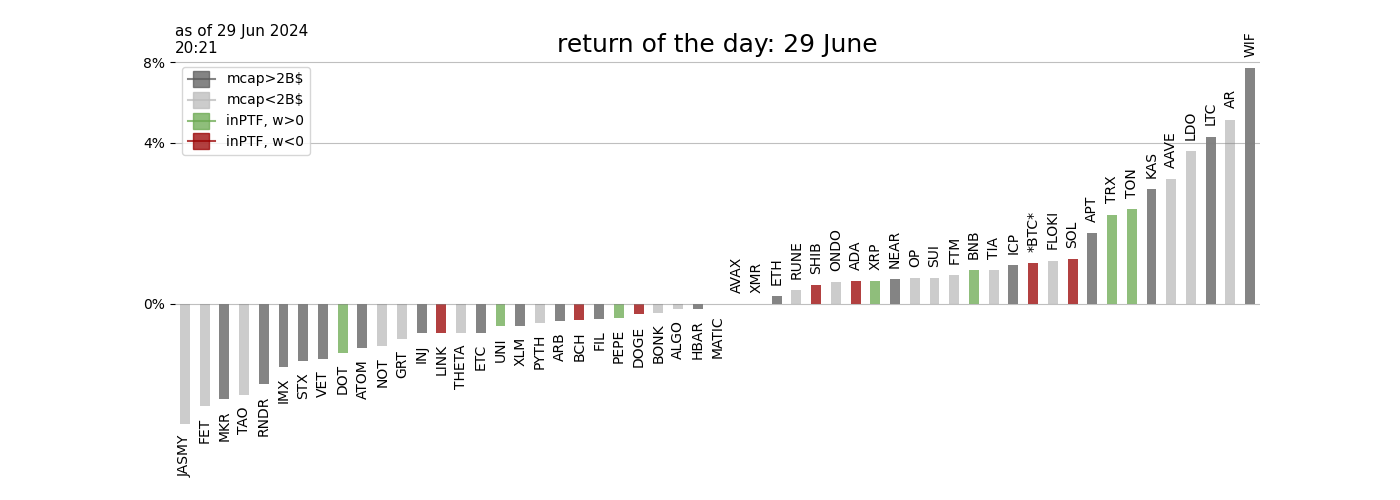 as of 29 Jun 2024
20:21
return of the day: 29 June
8%
4%
0%
mcap>2B$
mcap<2B$
inPTF, w>0
inPTF, w<0
JASMY
FET
MKR
TAO
RNDR
IMX
STX
VET
DOT
ATOM
NOT
GRT
INJ
LINK
THETA
ETC
UNI
XLM
PYTH
ARB
BCH
FIL
PEPE
DOGE
BONK
ALGO
HBAR
MATIC
AVAX
XMR
ETH
RUNE
SHIB
ONDO
ADA
XRP
NEAR
OP
SUI
FTM
BNB
TIA
ICP
*BTC*
FLOKI
SOL
APT
TRX
TON
KAS
AAVE
LDO
LTC
AR
WIF